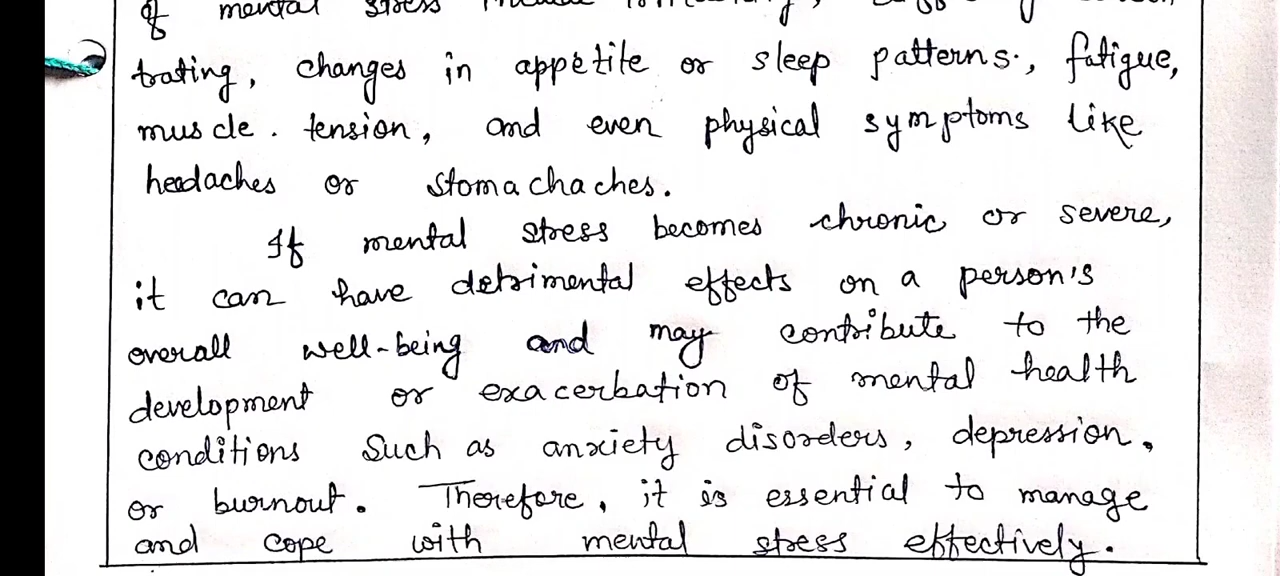 of mental stress
trating, changes in appetite or sleep patterns., fatigue,
muscle. tension, and even physical symptoms like
headaches or stomachaches.
If mental stress becomes chronic or severe,
it can have detrimental effects on a person's
overall well-being and may contribute to the
development or exacerbation of mental health
conditions Such as anxiety disorders, depression,
or burnout. Therefore, it is essential to manage
and cope with mental stress effectively.